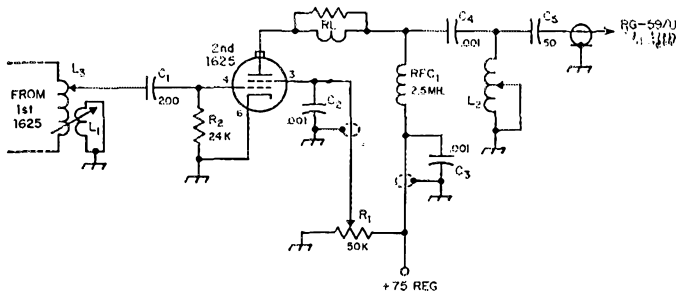 RL
C4
.001
C5
50
RG-59/U
2nd
1625
L3
C1
200
4
3
6
FROM
1st
1625
L1
R2
24K
C2
.001
RFC1
2.5MH.
L2
.001
C3
R1
50K
+75 REG